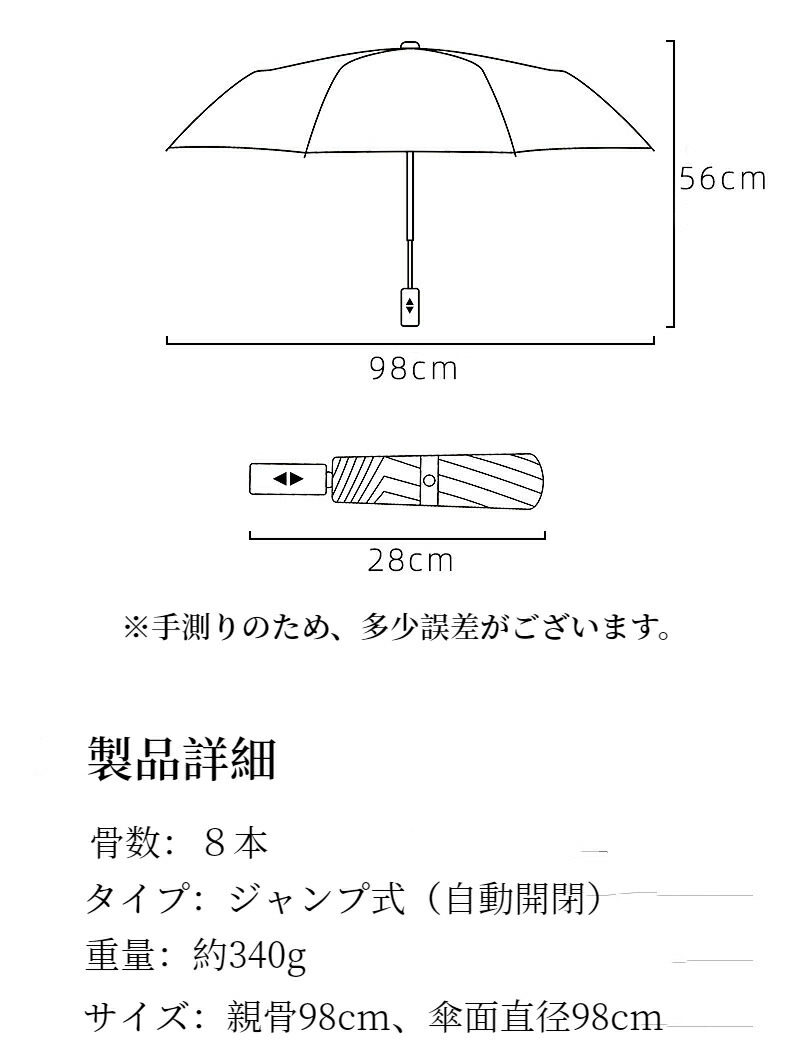 56cm
98cm
28cm
※手測りのため、多少誤差がございます。
製品詳細
骨数：８本
タイプ：ジャンプ式（自動開閉）
重量：約340g
サイズ：親骨98cm、傘面直径98cm